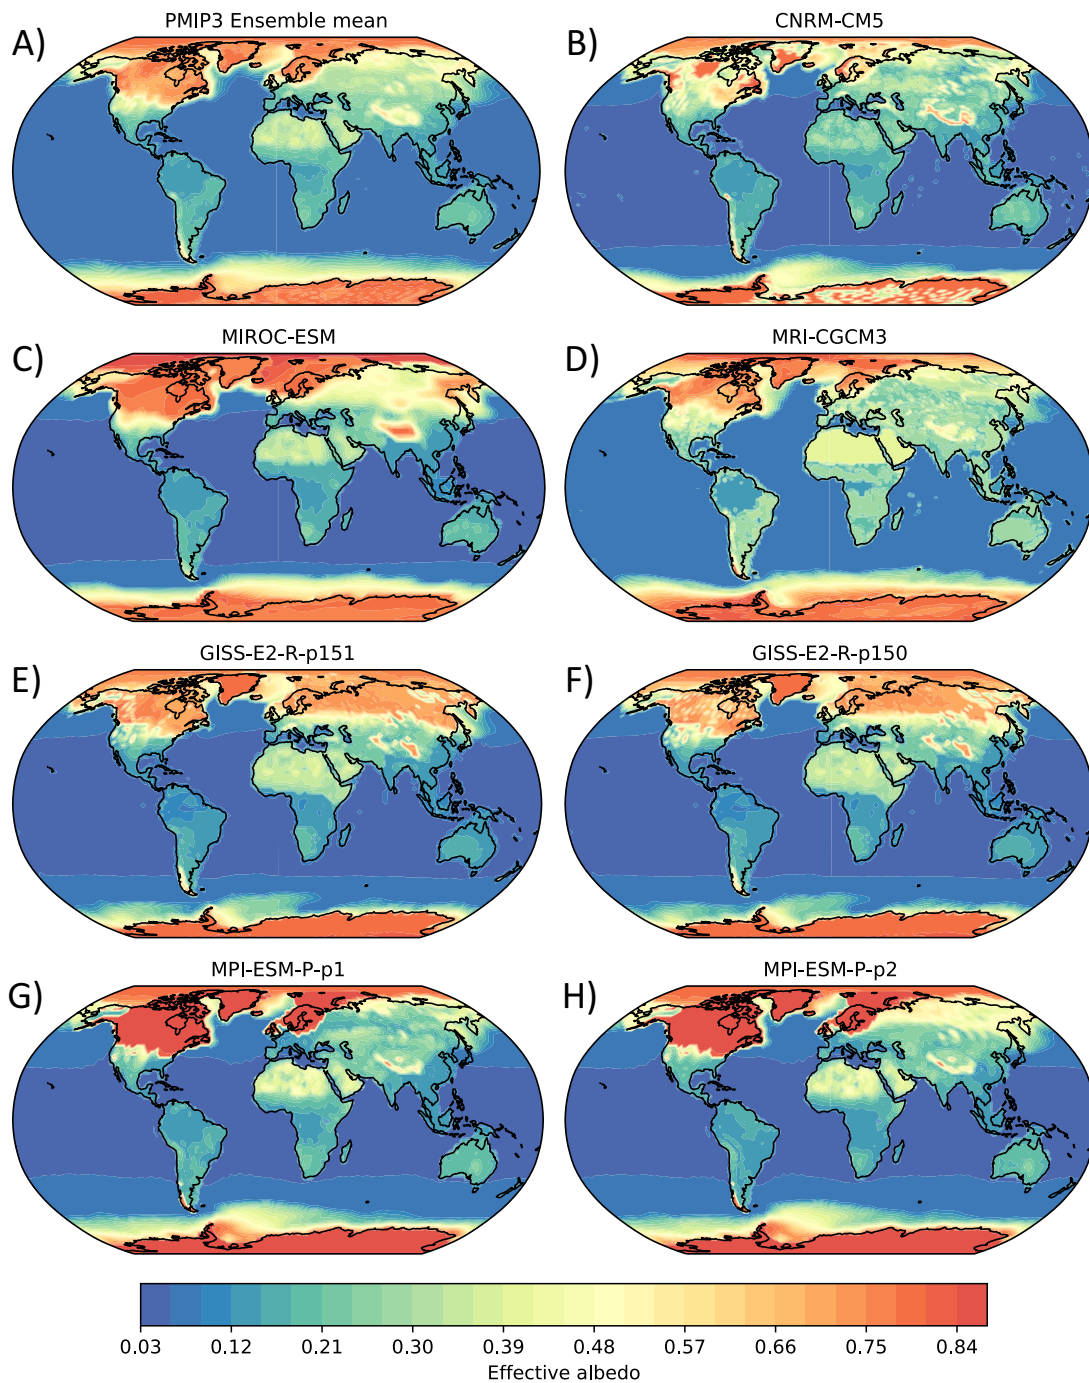 PMIP3 Ensemble mean
A)
CNRM-CM5
B)
MIROC-ESM
C)
MRI-CGCM3
D)
GISS-E2-R-p151
E)
GISS-E2-R-p150
F)
MPI-ESM-P-p1
G)
MPI-ESM-P-p2
H)
0.03 0.12 0.21 0.30 0.39 0.48 0.57 0.66 0.75 0.84
Effective albedo